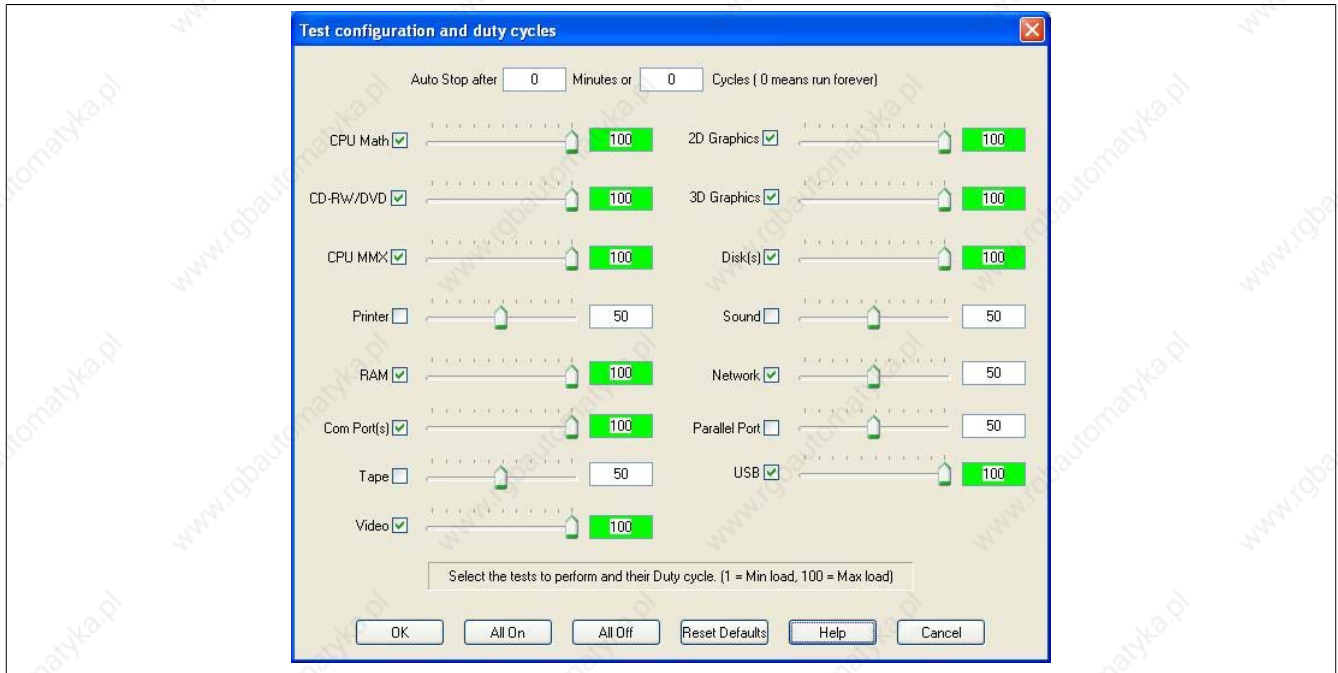 Test configuration and duty cycles
Auto Stop after 0 Minutes or 0 Cycles ( 0 means run forever)
CPU Math 100 2D Graphics 100
CD-RW/DVD 100 3D Graphics 100
CPU MMX 100 Disk(s) 100
Printer 50 Sound 50
RAM 100 Network 50
Com Port(s) 100 Parallel Port 50
Tape 50 USB 100
Video 100
Select the tests to perform and their Duty cycle. (1 = Min load, 100 = Max load)
OK All On All Off Reset Defaults Help Cancel
www.rgbautomatyka.pl